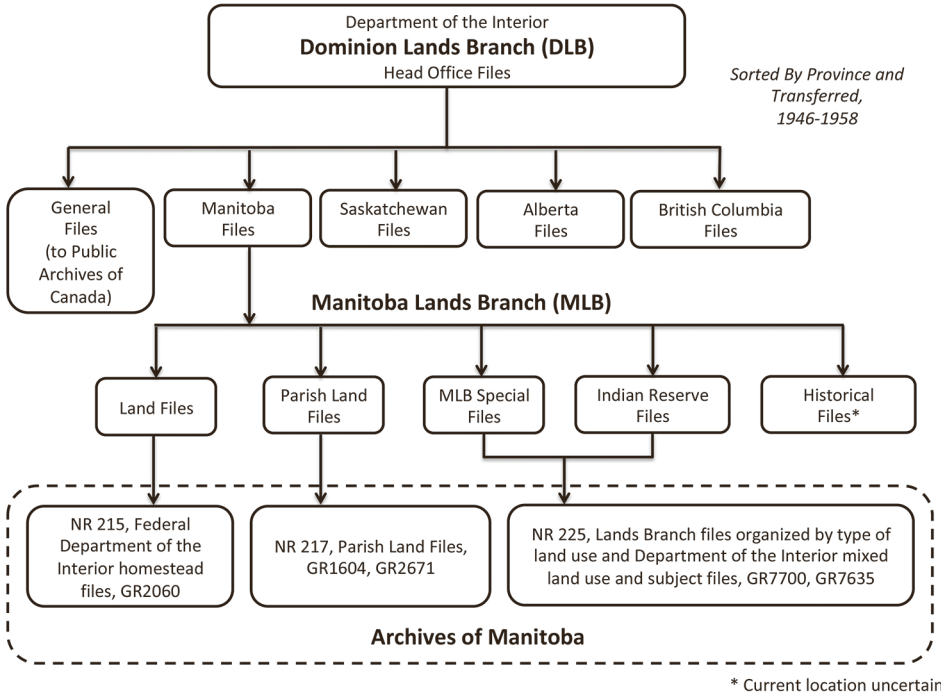 Department of the Interior
Dominion Lands Branch (DLB)
Head Office Files
Sorted By Province and
Transferred,
1946-1958
General
Files
(to Public
Archives of
Canada)
Manitoba
Files
Saskatchewan
Files
Alberta
Files
British Columbia
Files
Manitoba Lands Branch (MLB)
Land Files
Parish Land
Files
MLB Special
Files
Indian Reserve
Files
Historical
Files*
NR 215, Federal
Department of the
Interior homestead
files, GR2060
NR 217, Parish Land Files,
GR1604, GR2671
NR 225, Lands Branch files organized by type of
land use and Department of the Interior mixed
land use and subject files, GR7700, GR7635
Archives of Manitoba
* Current location uncertain